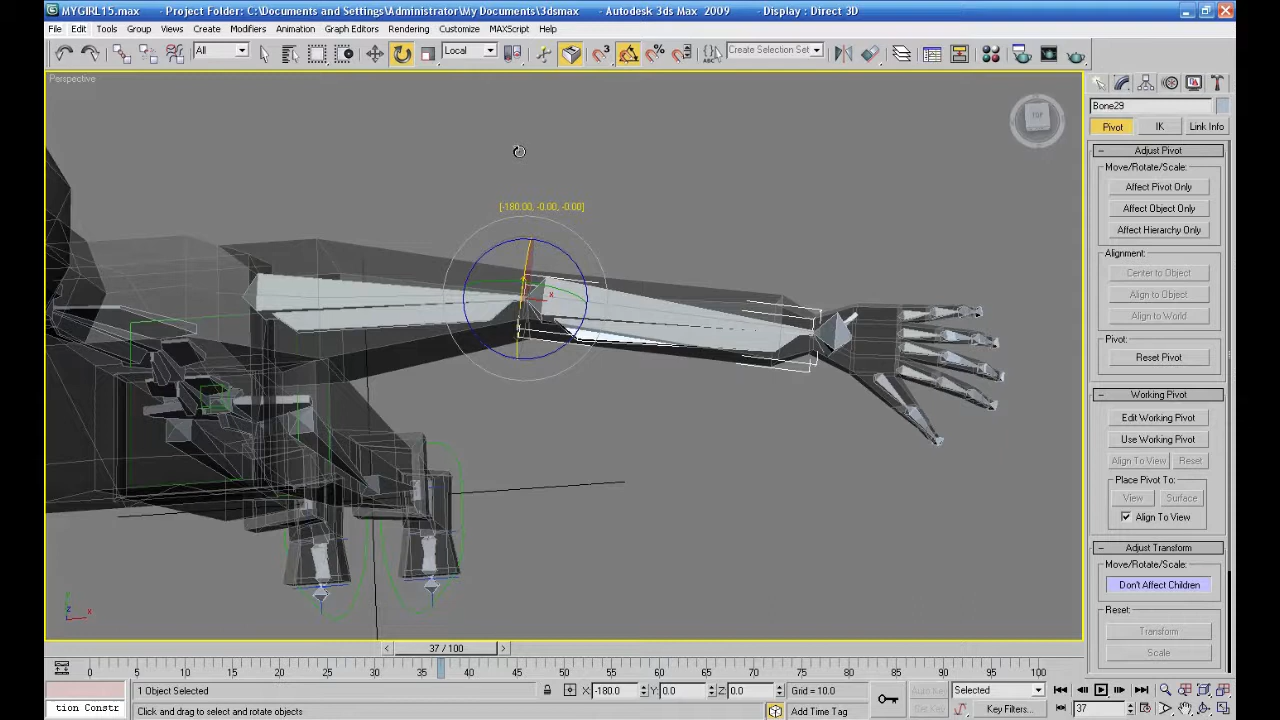 MYGIRL15.max - Project Folder: C:\Documents and Settings\Administrator\My Documents\3dsmax - Autodesk 3ds Max 2009 - Display : Direct 3D
File Edit Tools Group Views Create Modifiers Animation Graph Editors Rendering Customize MAXScript Help
All Local 3 Create Selection Set
Perspective
TOP
Bone29
Pivot IK Link Info
Adjust Pivot
Move/Rotate/Scale:
Affect Pivot Only
Affect Object Only
Affect Hierarchy Only
Alignment:
Center to Object
Align to Object
Align to World
Pivot:
Reset Pivot
Working Pivot
Edit Working Pivot
Use Working Pivot
Align To View Reset
Place Pivot To:
View Surface
Align To View
Adjust Transform
Move/Rotate/Scale:
Don't Affect Children
Reset:
Transform
Scale
[-180.00, -0.00, -0.00]
x
z x
37 / 100
0 5 10 15 20 25 30 35 40 45 50 55 60 65 70 75 80 85 90 95 100
1 Object Selected X: -180.0 Y: 0.0 Z: 0.0 Grid = 10.0 Auto Key Selected
tion Constr Click and drag to select and rotate objects Add Time Tag Set Key Key Filters... 37